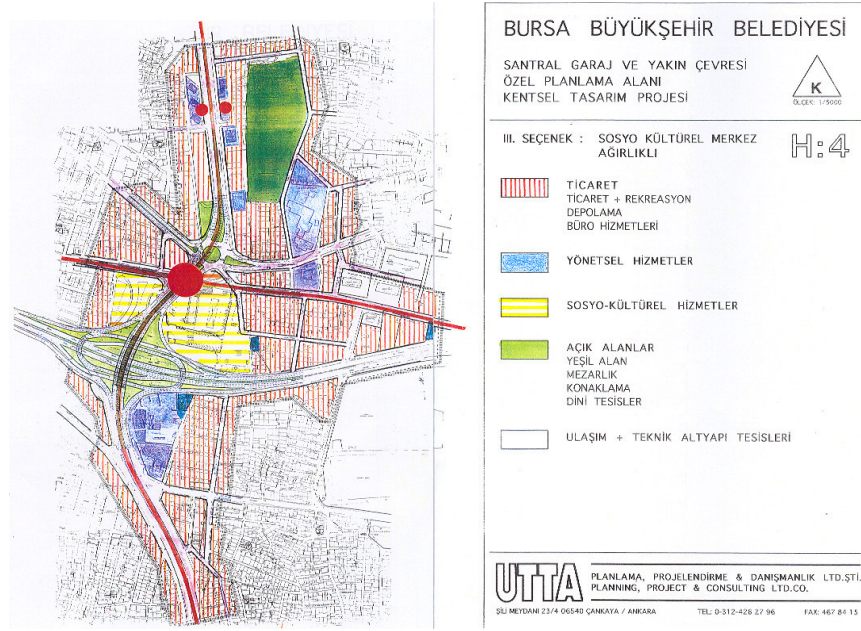 BURSA BÜYÜKŞEHİR BELEDİYESİ
SANTRAL GARAJ VE YAKIN ÇEVRESİ
ÖZEL PLANLAMA ALANI
KENTSEL TASARIM PROJESİ
K
ÖLÇEK: 1/5000
III. SEÇENEK : SOSYO KÜLTÜREL MERKEZ
AĞIRLIKLI
H:4
TİCARET
TİCARET + REKREASYON
DEPOLAMA
BÜRO HİZMETLERİ
YÖNETSEL HİZMETLER
SOSYO-KÜLTÜREL HİZMETLER
AÇIK ALANLAR
YEŞİL ALAN
MEZARLIK
KONAKLAMA
DİNİ TESİSLER
ULAŞIM + TEKNİK ALTYAPI TESİSLERİ
UTTA
PLANLAMA, PROJELENDİRME & DANIŞMANLIK LTD.ŞTİ.
PLANNING, PROJECT & CONSULTING LTD.CO.
ŞİLİ MEYDANI 23/4 06540 ÇANKAYA / ANKARA TEL: 0-312-426 27 96 FAX: 467 84 15